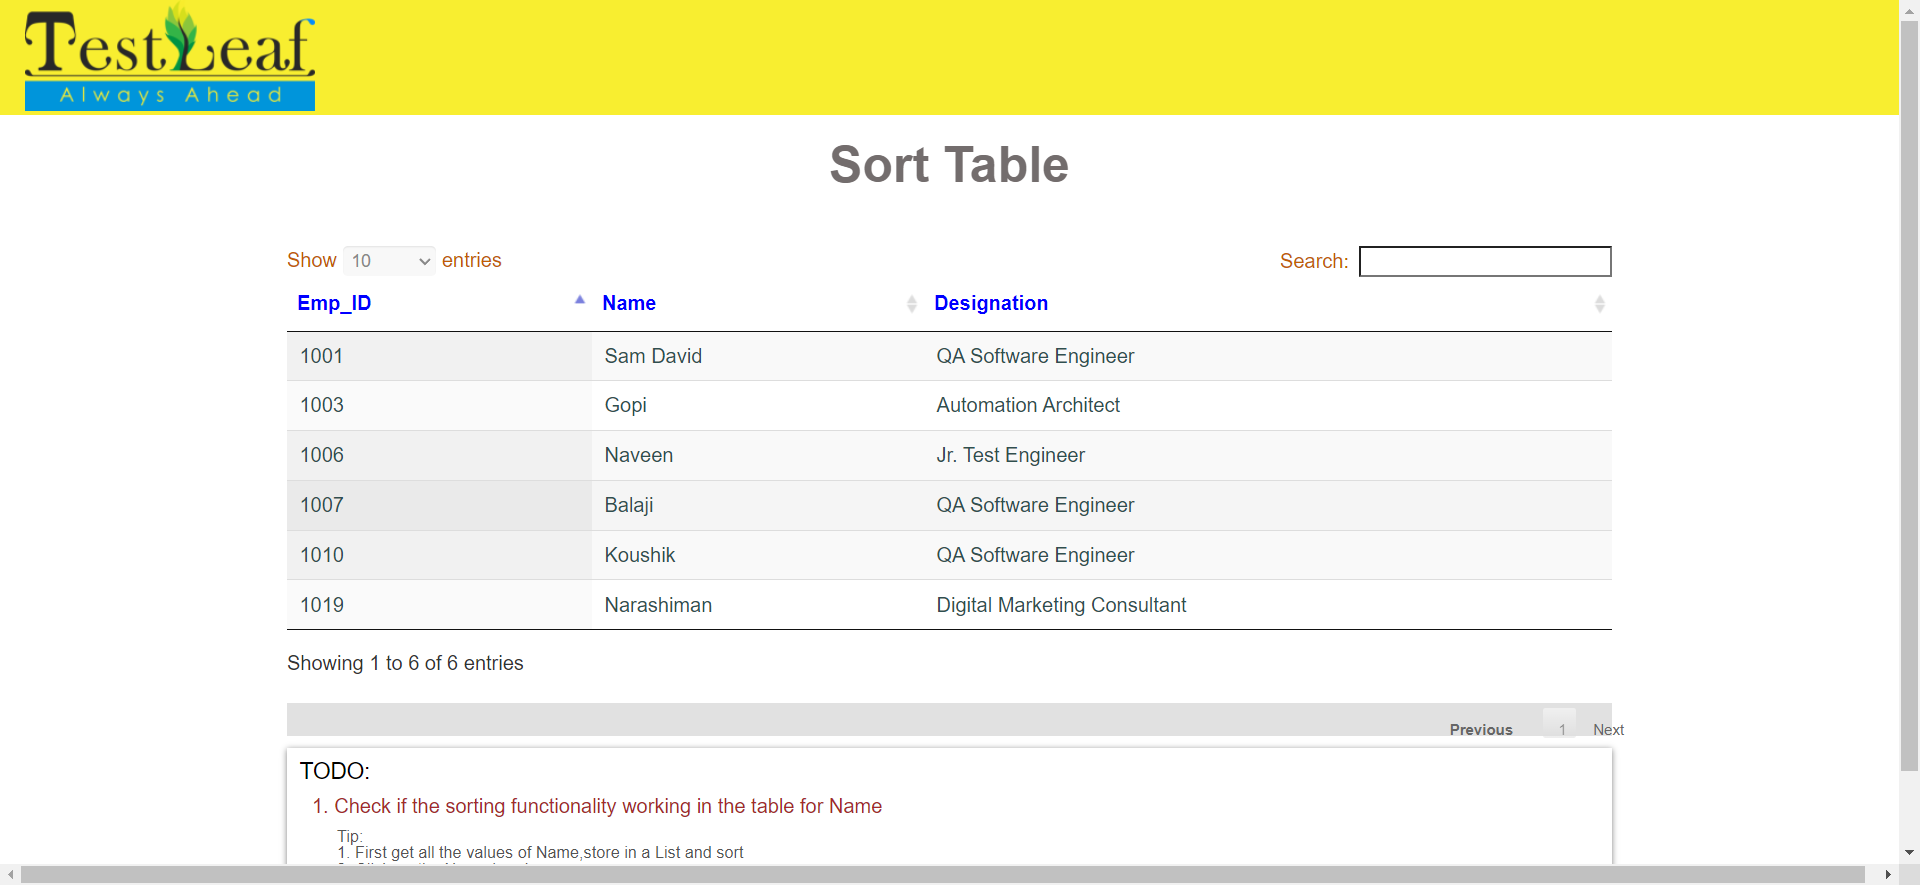 TestLeaf
Always Ahead
Sort Table
Show 10 entries Search:
Emp_ID Name Designation
1001 Sam David QA Software Engineer
1003 Gopi Automation Architect
1006 Naveen Jr. Test Engineer
1007 Balaji QA Software Engineer
1010 Koushik QA Software Engineer
1019 Narashiman Digital Marketing Consultant
Showing 1 to 6 of 6 entries
Previous 1 Next
TODO:
1. Check if the sorting functionality working in the table for Name
Tip:
1. First get all the values of Name,store in a List and sort